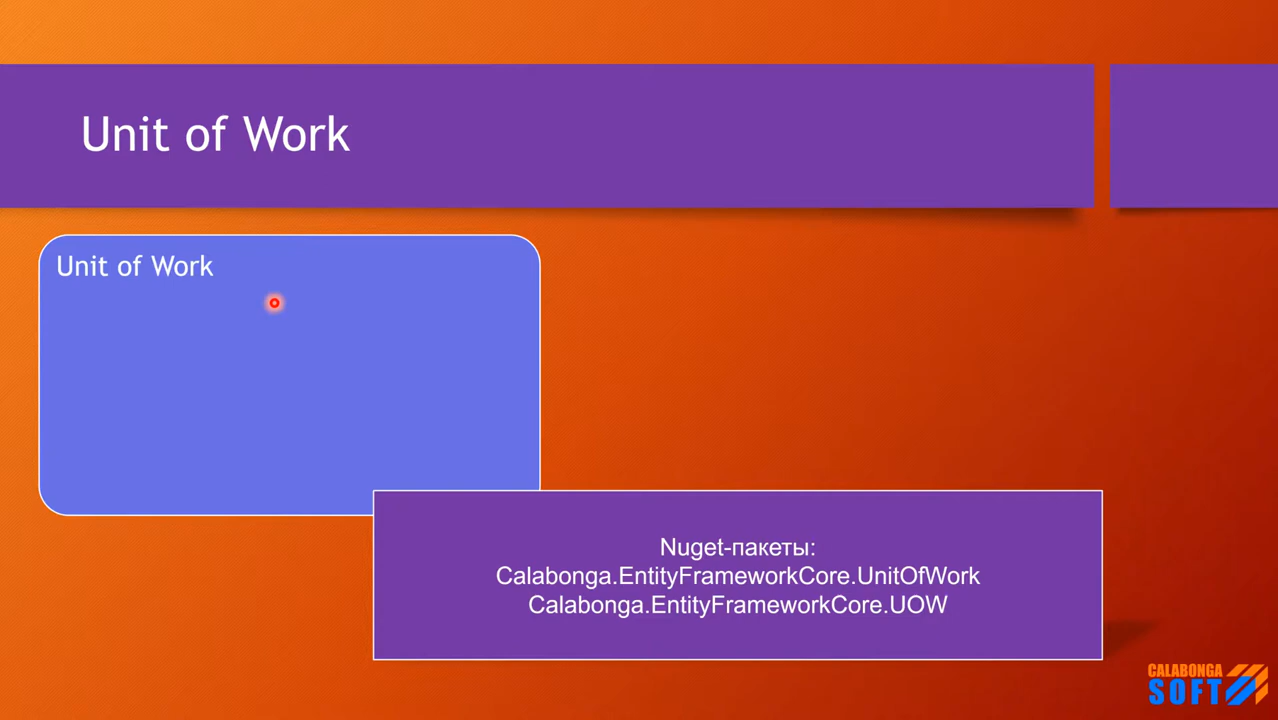 Unit of Work
Unit of Work
Nuget-пакеты:
Calabonga.EntityFrameworkCore.UnitOfWork
Calabonga.EntityFrameworkCore.UOW
CALABONGA
SOFT